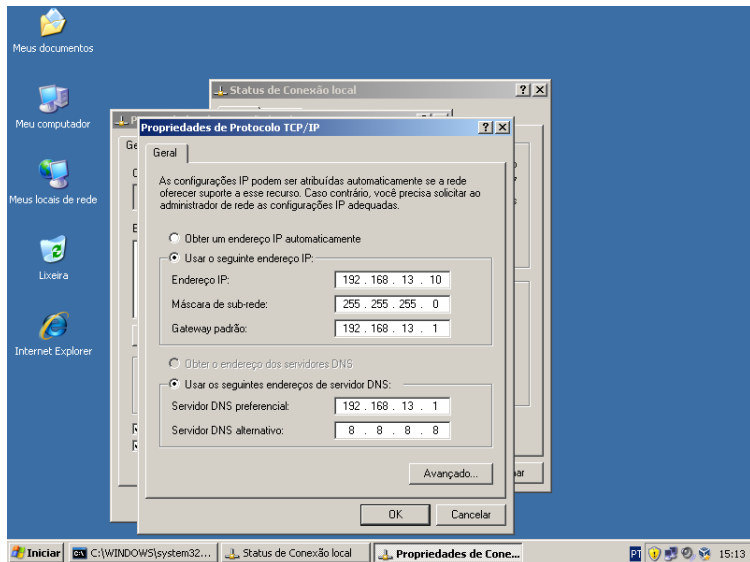 Meus documentos
Meu computador
Meus locais de rede
Lixeira
Internet Explorer
Status de Conexão local
Propriedades de Protocolo TCP/IP
Geral
As configurações IP podem ser atribuídas automaticamente se a rede
oferecer suporte a esse recurso. Caso contrário, você precisa solicitar ao
administrador de rede as configurações IP adequadas.
Obter um endereço IP automaticamente
Usar o seguinte endereço IP:
Endereço IP: 192 . 168 . 13 . 10
Máscara de sub-rede: 255 . 255 . 255 . 0
Gateway padrão: 192 . 168 . 13 . 1
Obter o endereço dos servidores DNS
Usar os seguintes endereços de servidor DNS:
Servidor DNS preferencial: 192 . 168 . 13 . 1
Servidor DNS alternativo: 8 . 8 . 8 . 8
Avançado...
OK Cancelar
Iniciar C:\WINDOWS\system32... Status de Conexão local Propriedades de Cone... PT 15:13